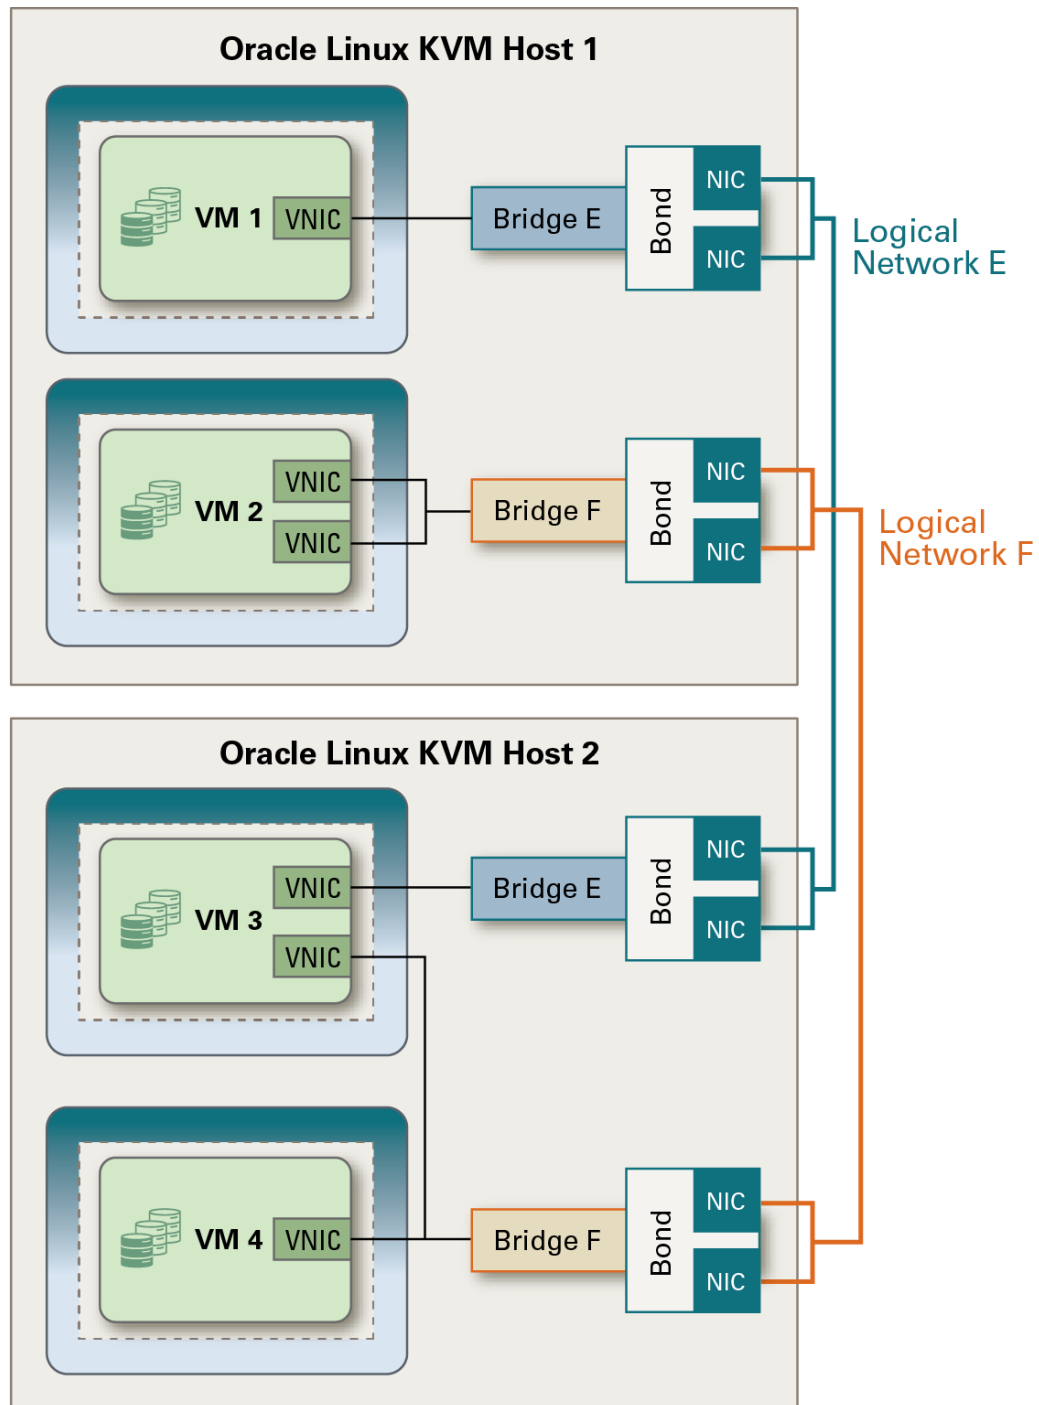 Oracle Linux KVM Host 1
VM 1
VNIC
Bridge E
Bond
NIC
NIC
Logical
Network E
VM 2
VNIC
VNIC
Bridge F
Bond
NIC
NIC
Logical
Network F
Oracle Linux KVM Host 2
VM 3
VNIC
VNIC
Bridge E
Bond
NIC
NIC
VM 4
VNIC
Bridge F
Bond
NIC
NIC